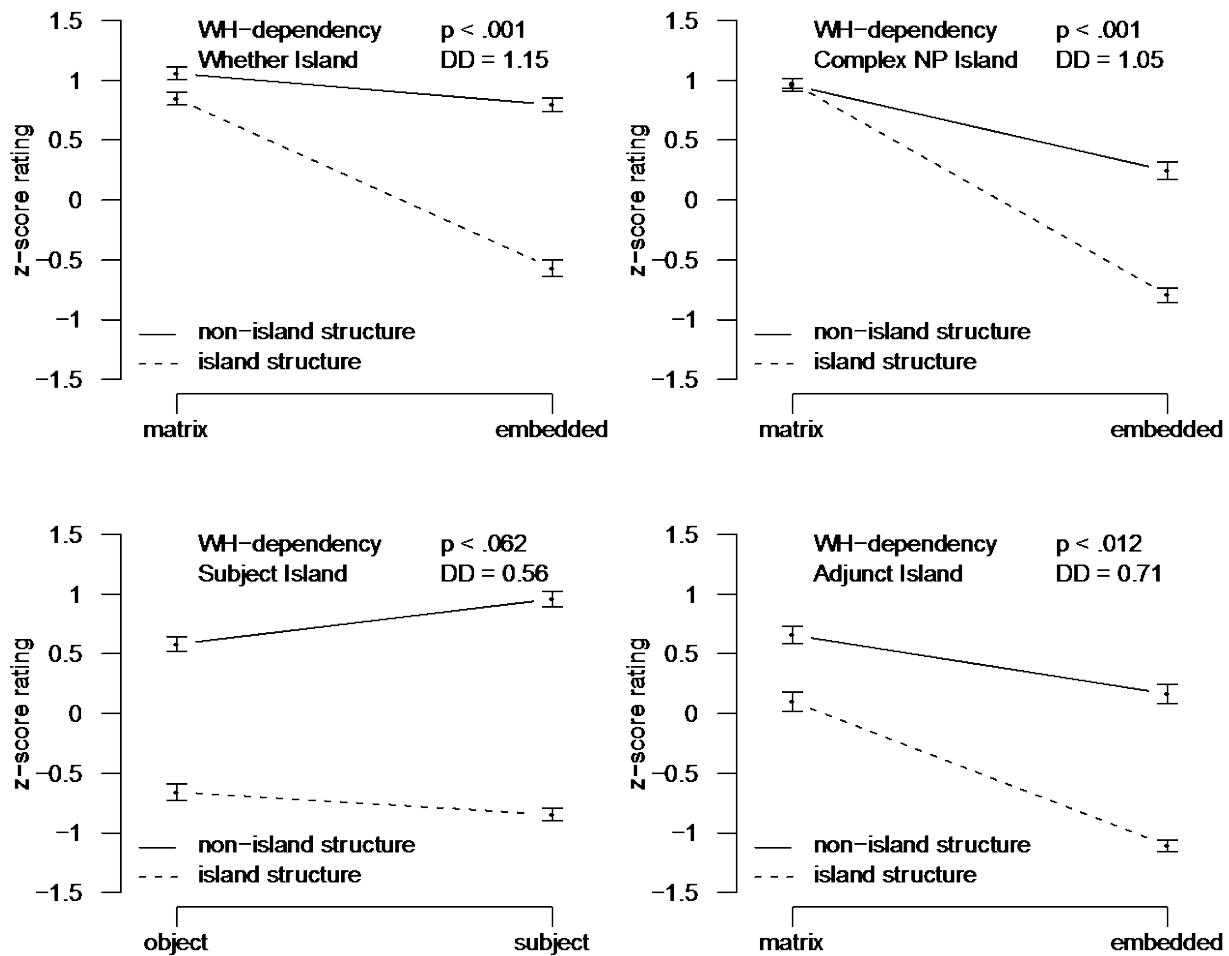 WH-dependency p < .001
Whether Island DD = 1.15
z-score rating
1.5
1
0.5
0
-0.5
-1
-1.5
non-island structure
island structure
matrix embedded
WH-dependency p < .001
Complex NP Island DD = 1.05
z-score rating
1.5
1
0.5
0
-0.5
-1
-1.5
non-island structure
island structure
matrix embedded
WH-dependency p < .062
Subject Island DD = 0.56
z-score rating
1.5
1
0.5
0
-0.5
-1
-1.5
non-island structure
island structure
object subject
WH-dependency p < .012
Adjunct Island DD = 0.71
z-score rating
1.5
1
0.5
0
-0.5
-1
-1.5
non-island structure
island structure
matrix embedded